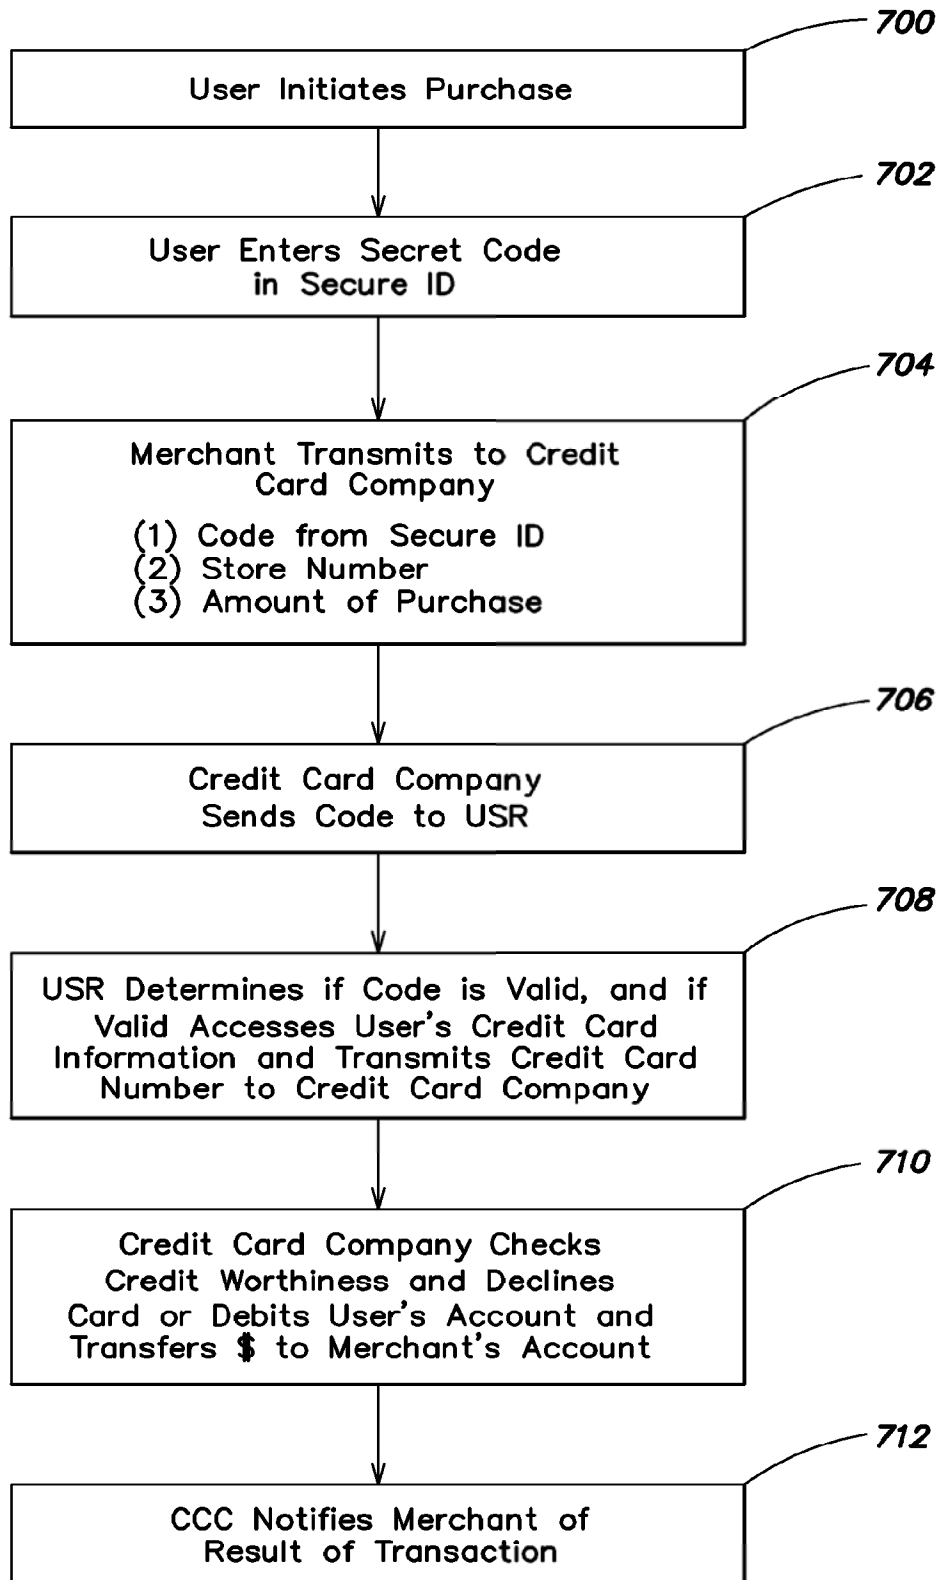 700
User Initiates Purchase
702
User Enters Secret Code
in Secure ID
704
Merchant Transmits to Credit
Card Company
(1) Code from Secure ID
(2) Store Number
(3) Amount of Purchase
706
Credit Card Company
Sends Code to USR
708
USR Determines if Code is Valid, and if
Valid Accesses User's Credit Card
Information and Transmits Credit Card
Number to Credit Card Company
710
Credit Card Company Checks
Credit Worthiness and Declines
Card or Debits User's Account and
Transfers $ to Merchant's Account
712
CCC Notifies Merchant of
Result of Transaction